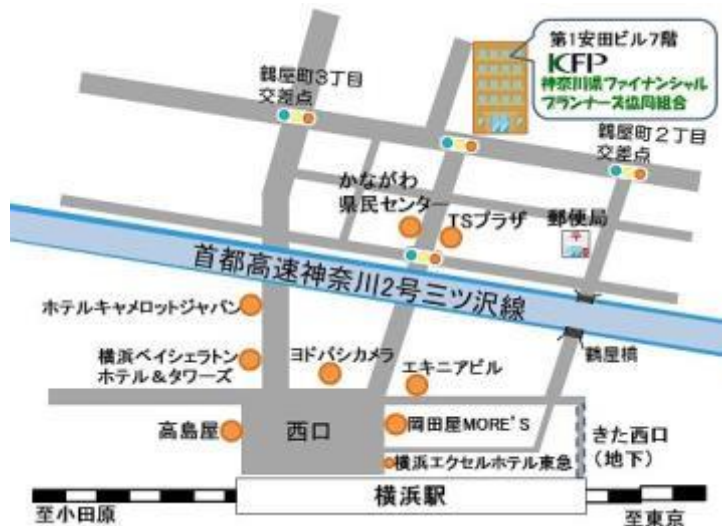 第1安田ビル7階
KFP
神奈川県ファイナンシャル
プランナーズ協同組合
鶴屋町3丁目
交差点
鶴屋町2丁目
交差点
かながわ
県民センター
TSプラザ
郵便局
〒
首都高速神奈川2号三ツ沢線
ホテルキャメロットジャパン
横浜ベイシェラトン
ホテル&タワーズ
ヨドバシカメラ
エキニアビル
鶴屋橋
高島屋
西口
岡田屋MORE'S
横浜エクセルホテル東急
きた西口
(地下)
横浜駅
至小田原
至東京